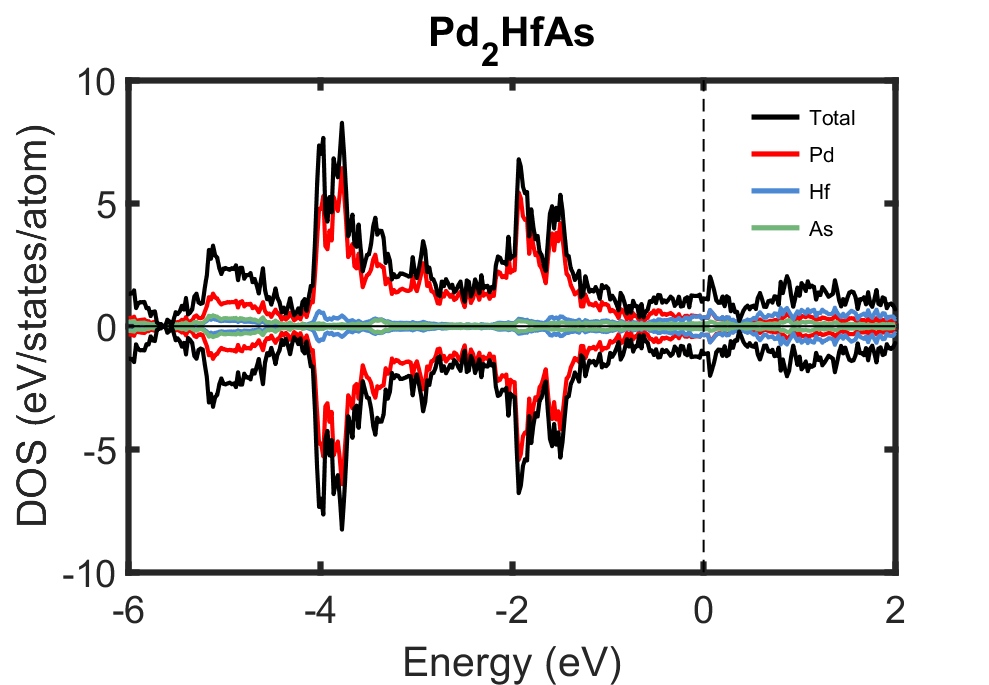 Pd₂HfAs
10
5
0
-5
-10
DOS (eV/states/atom)
Total
Pd
Hf
As
-6 -4 -2 0 2
Energy (eV)